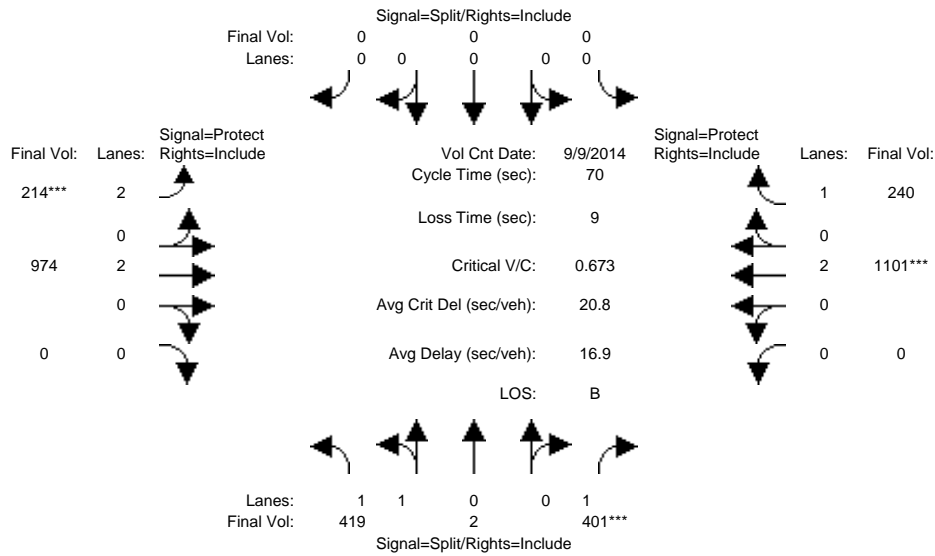 Signal=Split/Rights=Include
Final Vol: 0 0 0
Lanes: 0 0 0 0 0
Signal=Protect Signal=Protect
Final Vol: Lanes: Rights=Include Vol Cnt Date: 9/9/2014 Rights=Include Lanes: Final Vol:
Cycle Time (sec): 70
214*** 2 1 240
Loss Time (sec): 9
0 0
974 2 Critical V/C: 0.673 2 1101***
0 Avg Crit Del (sec/veh): 20.8 0
0 0 Avg Delay (sec/veh): 16.9 0 0
LOS: B
Lanes: 1 1 0 0 1
Final Vol: 419 2 401***
Signal=Split/Rights=Include